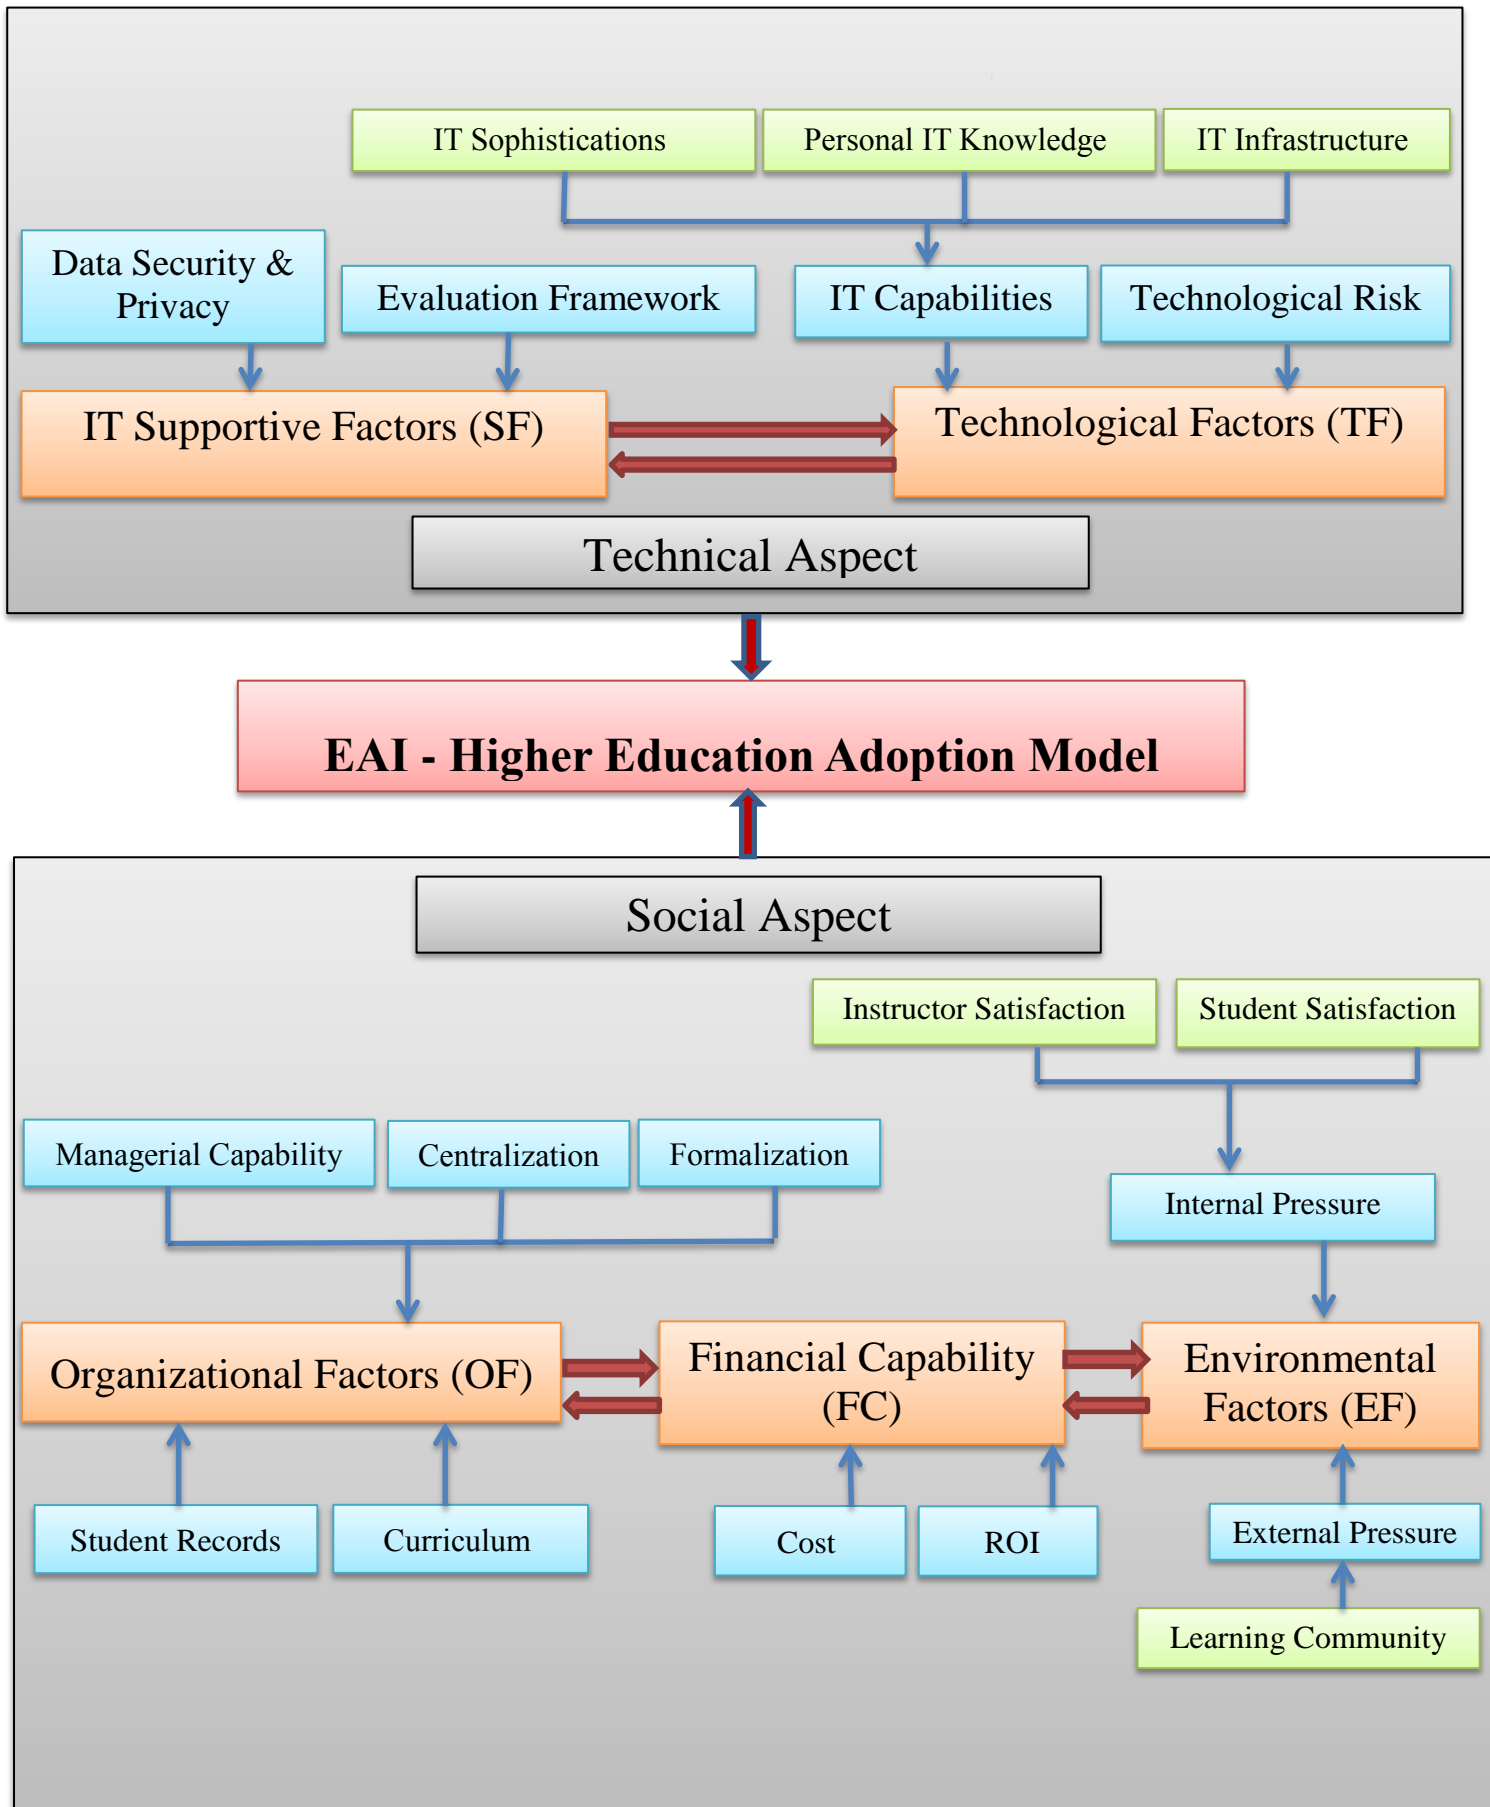 IT Sophistications
Personal IT Knowledge
IT Infrastructure
Data Security &
Privacy
Evaluation Framework
IT Capabilities
Technological Risk
IT Supportive Factors (SF)
Technological Factors (TF)
Technical Aspect
EAI - Higher Education Adoption Model
Social Aspect
Instructor Satisfaction
Student Satisfaction
Managerial Capability
Centralization
Formalization
Internal Pressure
Organizational Factors (OF)
Financial Capability
(FC)
Environmental
Factors (EF)
Student Records
Curriculum
Cost
ROI
External Pressure
Learning Community